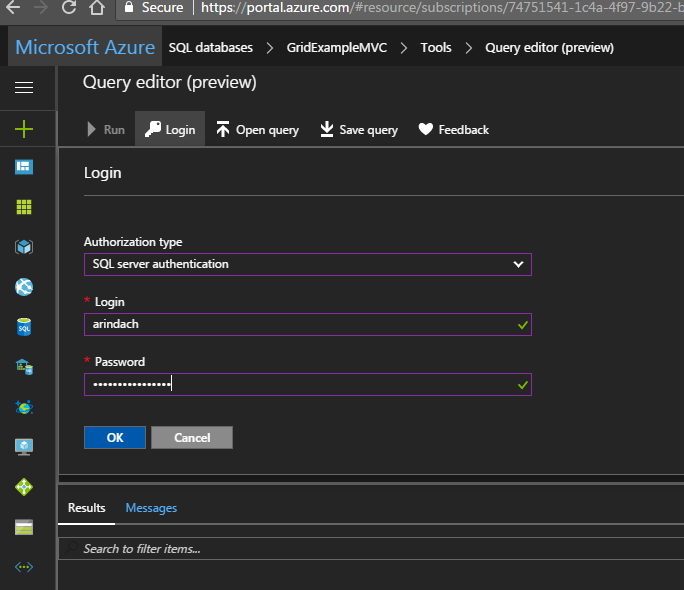 Secure https://portal.azure.com/#resource/subscriptions/74751541-1c4a-4f97-9b22-b
Microsoft Azure SQL databases > GridExampleMVC > Tools > Query editor (preview)
Query editor (preview)
Run Login Open query Save query Feedback
Login
Authorization type
SQL server authentication
* Login
arindach
* Password
••••••••••••••••
OK Cancel
SQL
Results Messages
Search to filter items...